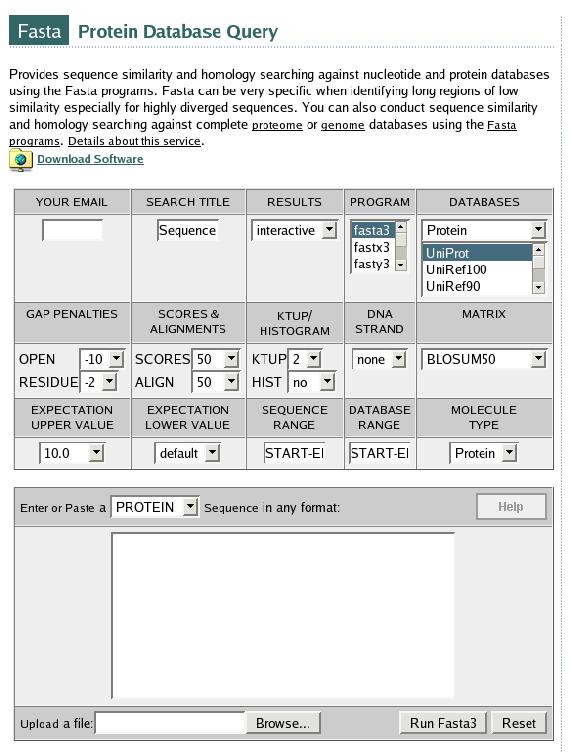 Fasta Protein Database Query
Provides sequence similarity and homology searching against nucleotide and protein databases
using the Fasta programs. Fasta can be very specific when identifying long regions of low
similarity especially for highly diverged sequences. You can also conduct sequence similarity
and homology searching against complete proteome or genome databases using the Fasta
programs. Details about this service.
Download Software
YOUR EMAIL SEARCH TITLE RESULTS PROGRAM DATABASES
Sequence interactive fasta3 Protein
fastx3 UniProt
fasty3 UniRef100
UniRef90
GAP PENALTIES SCORES & ALIGNMENTS KTUP/ HISTOGRAM DNA STRAND MATRIX
OPEN -10 SCORES 50 KTUP 2 none BLOSUM50
RESIDUE -2 ALIGN 50 HIST no
EXPECTATION UPPER VALUE EXPECTATION LOWER VALUE SEQUENCE RANGE DATABASE RANGE MOLECULE TYPE
10.0 default START-EI START-EI Protein
Enter or Paste a PROTEIN Sequence in any format: Help
Upload a file: Browse... Run Fasta3 Reset